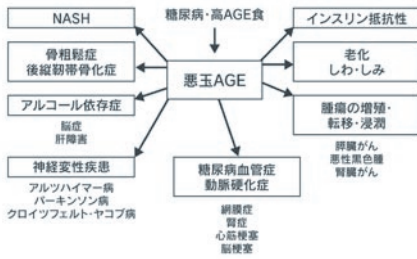 NASH
糖尿病・高AGE食
インスリン抵抗性
骨粗鬆症
後縦靭帯骨化症
悪玉AGE
老化
しわ・しみ
アルコール依存症
脳症
肝障害
腫瘍の増殖・
転移・浸潤
膵臓がん
悪性黒色腫
腎臓がん
神経変性疾患
アルツハイマー病
パーキンソン病
クロイツフェルト・ヤコブ病
糖尿病血管症
動脈硬化症
網膜症
腎症
心筋梗塞
脳梗塞